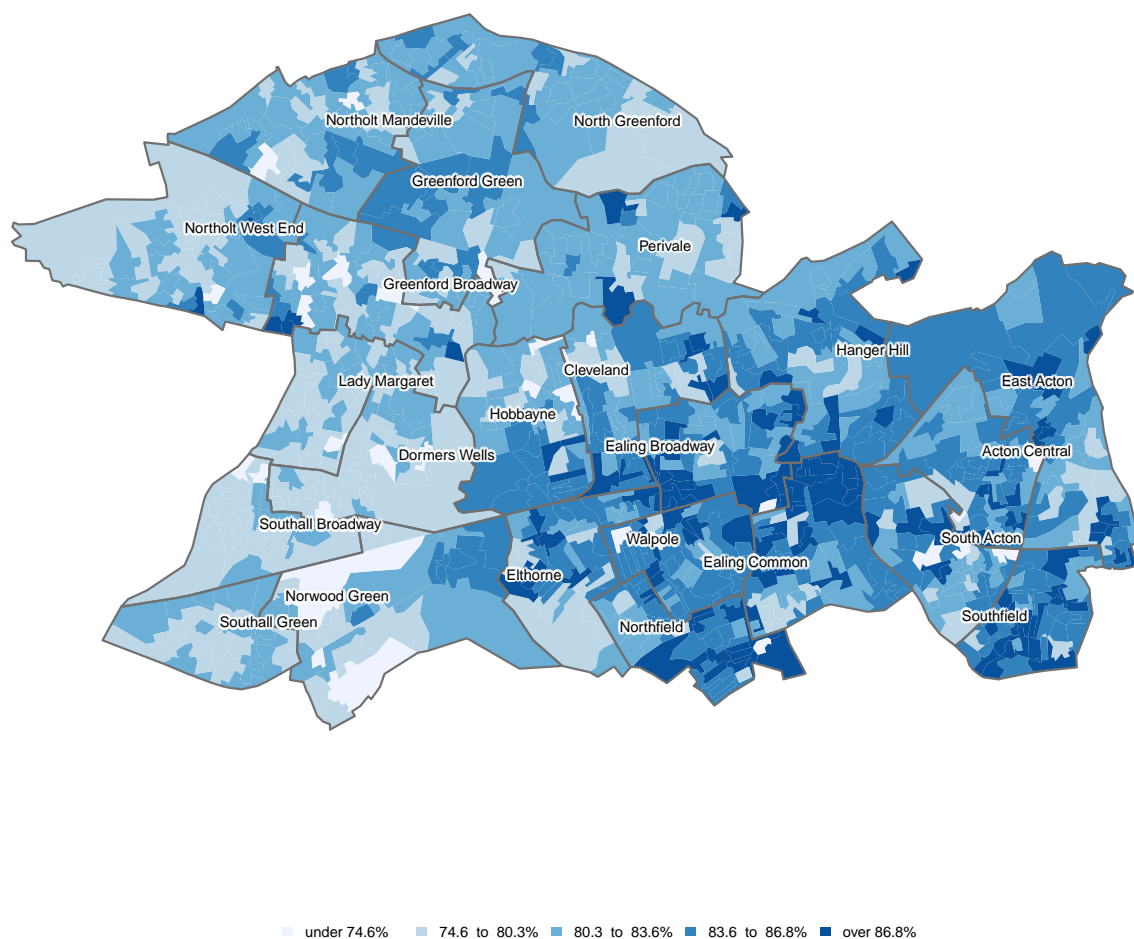 Northolt Mandeville
North Greenford
Greenford Green
Northolt West End
Perivale
Greenford Broadway
Hanger Hill
Cleveland
Lady Margaret
East Acton
Hobbayne
Ealing Broadway
Acton Central
Dormers Wells
Southall Broadway
Walpole
South Acton
Ealing Common
Elthorne
Norwood Green
Southall Green
Southfield
Northfield
under 74.6%
74.6 to 80.3%
80.3 to 83.6%
83.6 to 86.8%
over 86.8%